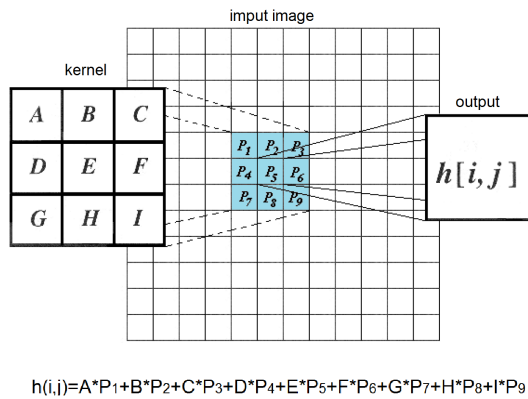 imput image
kernel
output
A B C
D E F
G H I
P1 P2 P3
P4 P5 P6
P7 P8 P9
h[i,j]
h(i,j)=A*P1+B*P2+C*P3+D*P4+E*P5+F*P6+G*P7+H*P8+I*P9